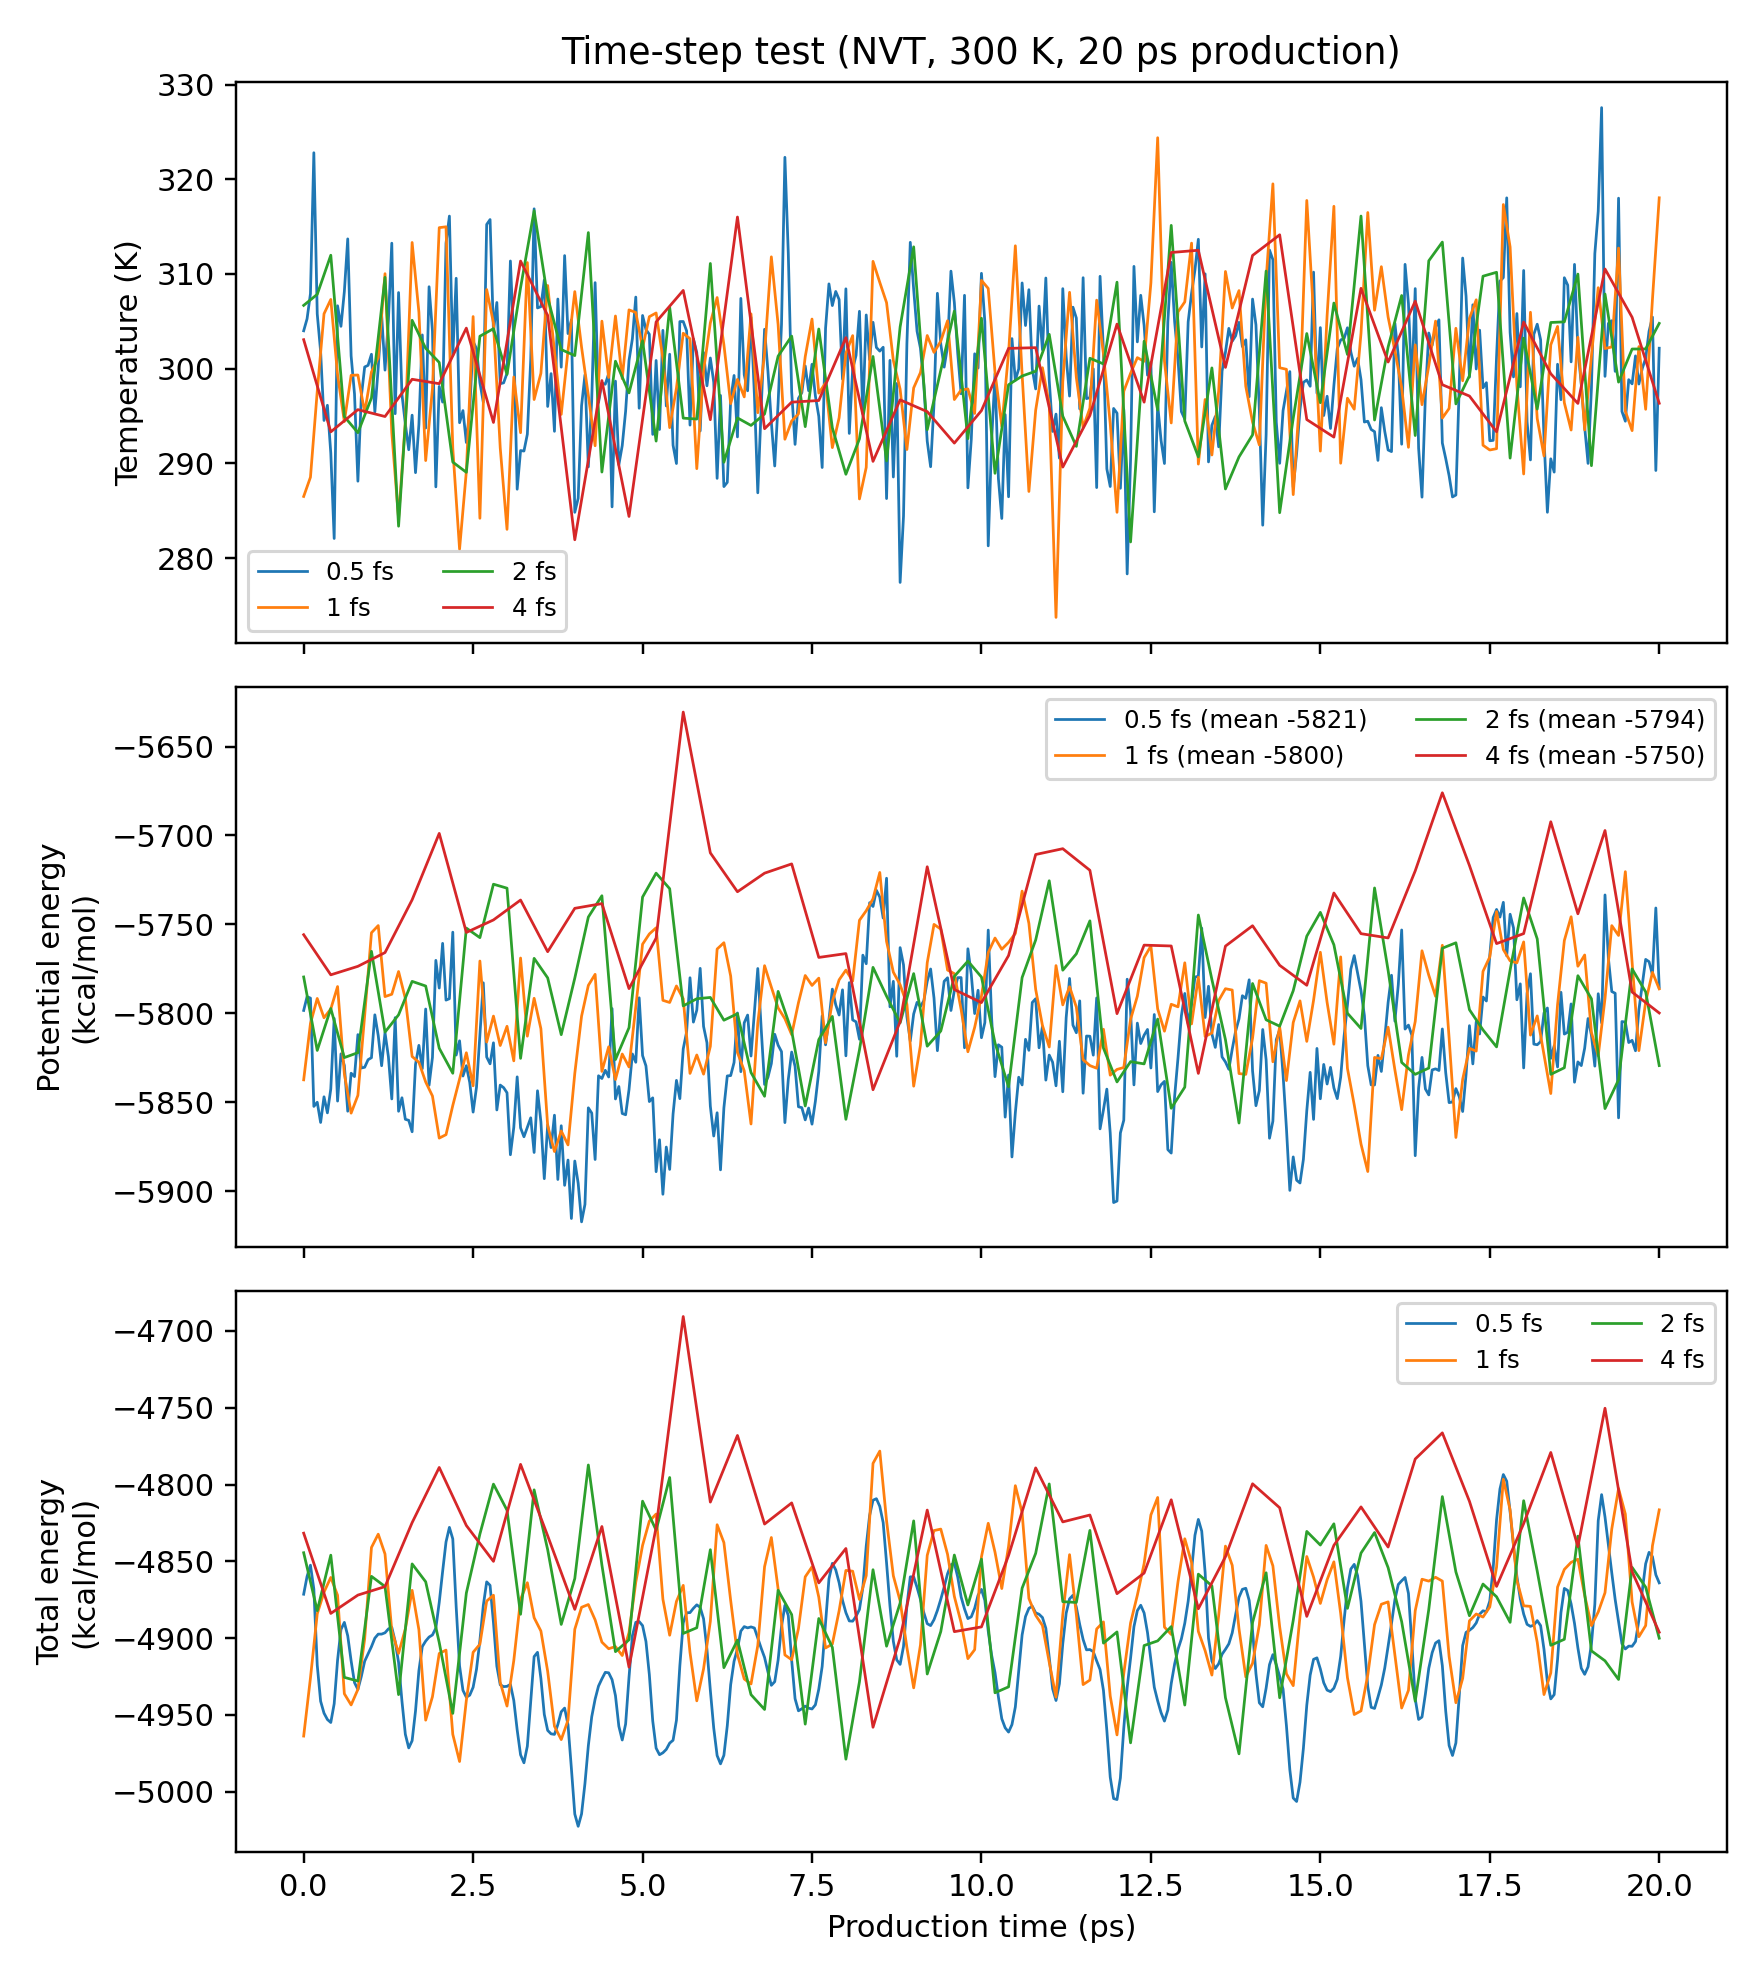 Time-step test (NVT, 300 K, 20 ps production)
330
320
310
300
290
280
Temperature (K)
0.5 fs
2 fs
1 fs
4 fs
0.5 fs (mean -5821)
2 fs (mean -5794)
1 fs (mean -5800)
4 fs (mean -5750)
−5650
−5700
−5750
−5800
−5850
−5900
Potential energy
(kcal/mol)
0.5 fs
2 fs
1 fs
4 fs
−4700
−4750
−4800
−4850
−4900
−4950
−5000
Total energy
(kcal/mol)
0.0 2.5 5.0 7.5 10.0 12.5 15.0 17.5 20.0
Production time (ps)